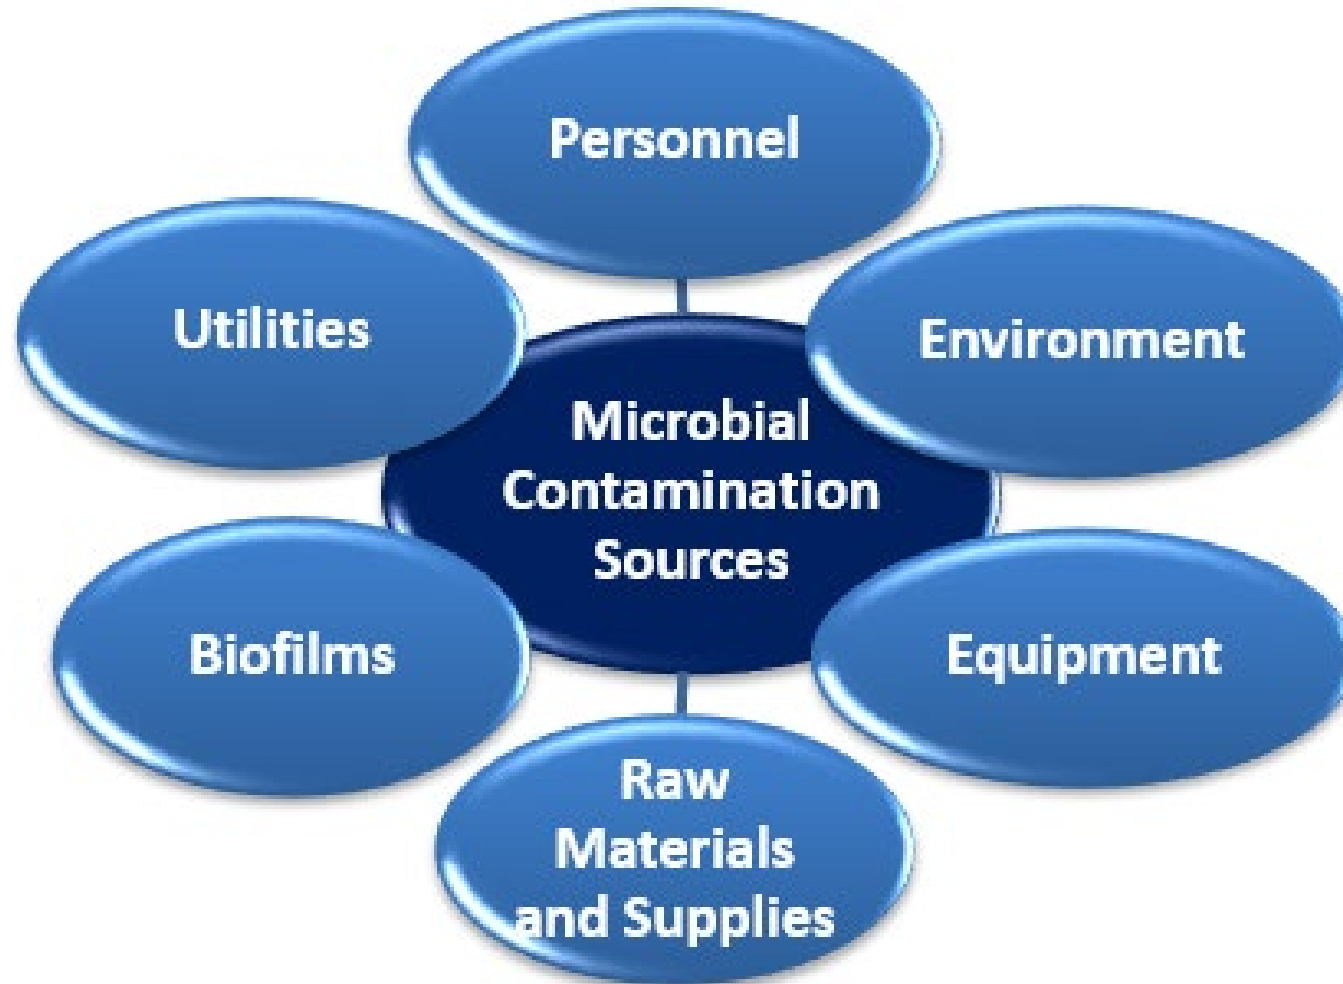 Personnel
Utilities
Environment
Microbial
Contamination
Sources
Biofilms
Equipment
Raw
Materials
and Supplies